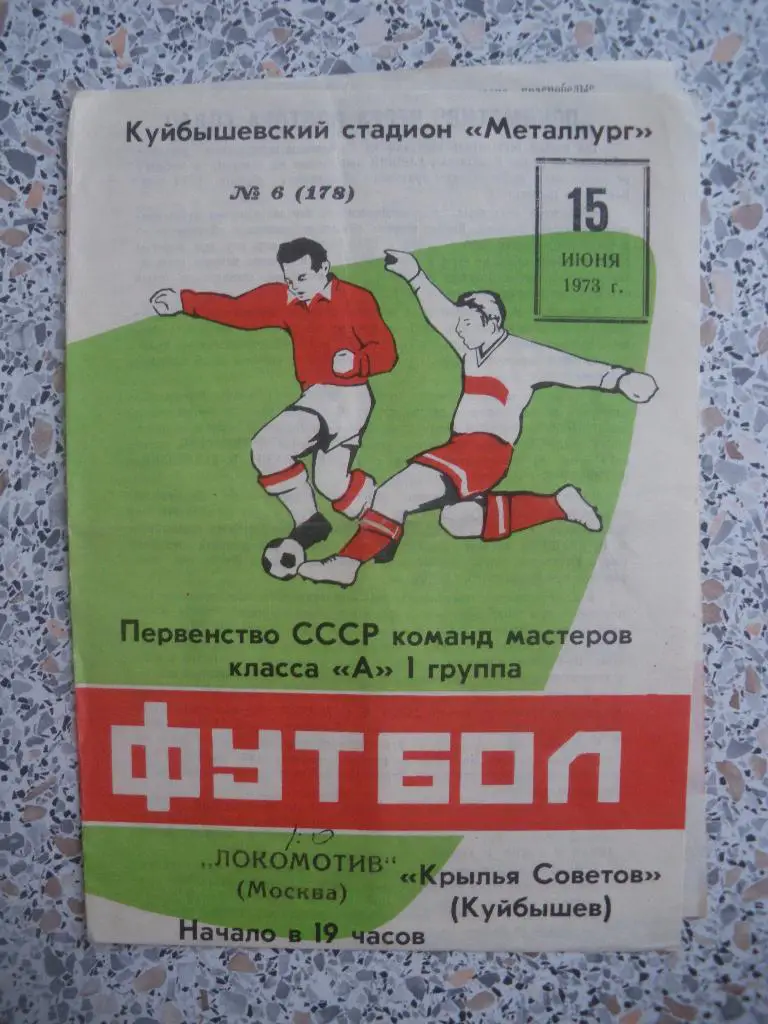 краснобелые
Куйбышевский стадион «Металлург»
№ 6 (178)
15
ИЮНЯ
1973 г.
Первенство СССР команд мастеров
класса «А» I группа
ФУТБОЛ
1:0
„ЛОКОМОТИВ"
(Москва)
«Крылья Советов»
(Куйбышев)
Начало в 19 часов